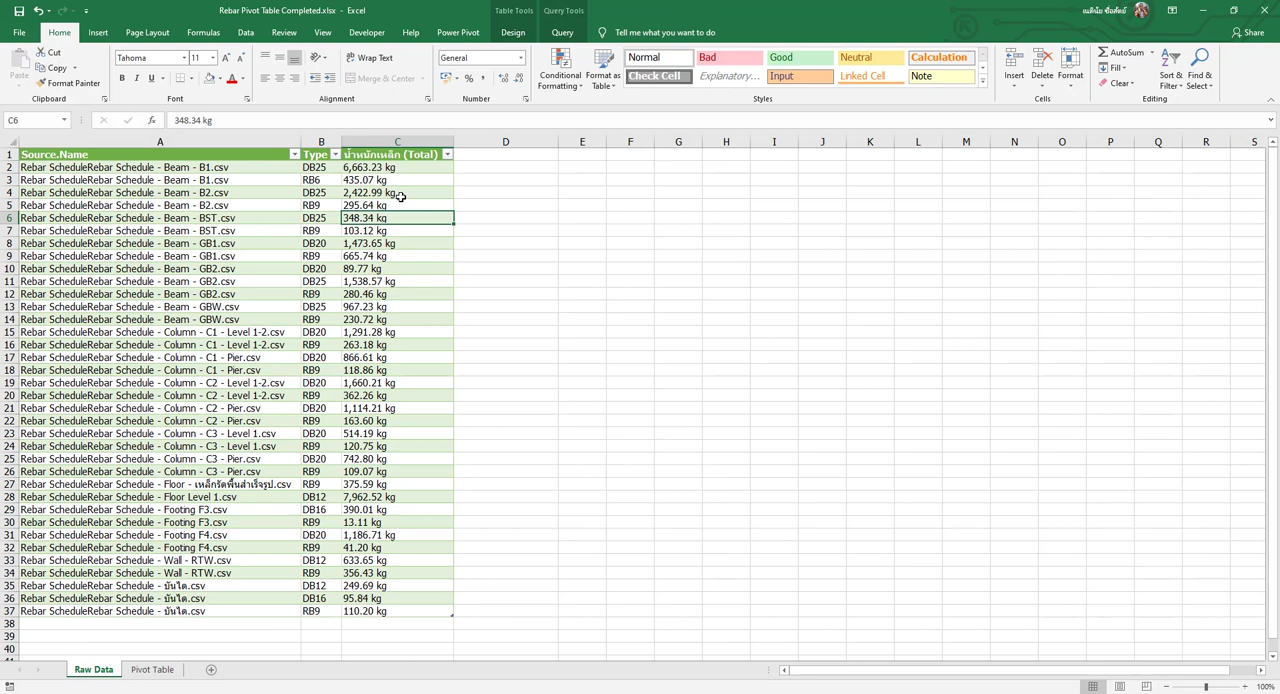 Rebar Pivot Table Completed.xlsx - Excel
Table Tools
Query Tools
File Home Insert Page Layout Formulas Data Review View Developer Help Power Pivot Design Query Tell me what you want to do Share
Paste
Cut
Copy
Format Painter
Clipboard
Tahoma 11
B I U
Font
Wrap Text
Merge & Center
Alignment
General
Number
Conditional Formatting
Format as Table
Normal Bad Good Neutral Calculation
Check Cell Explanatory... Input Linked Cell Note
Styles
Insert Delete Format
Cells
AutoSum
Fill
Clear
Sort & Filter
Find & Select
Editing
C6 fx 348.34 kg
A B C D E F G H I J K L M N O P Q R S
1 Source.Name Type น้ำหนักเหล็ก (Total)
2 Rebar ScheduleRebar Schedule - Beam - B1.csv DB25 6,663.23 kg
3 Rebar ScheduleRebar Schedule - Beam - B1.csv RB6 435.07 kg
4 Rebar ScheduleRebar Schedule - Beam - B2.csv DB25 2,422.99 kg
5 Rebar ScheduleRebar Schedule - Beam - B2.csv RB9 295.64 kg
6 Rebar ScheduleRebar Schedule - Beam - BST.csv DB25 348.34 kg
7 Rebar ScheduleRebar Schedule - Beam - BST.csv RB9 103.12 kg
8 Rebar ScheduleRebar Schedule - Beam - GB1.csv DB20 1,473.65 kg
9 Rebar ScheduleRebar Schedule - Beam - GB1.csv RB9 665.74 kg
10 Rebar ScheduleRebar Schedule - Beam - GB2.csv DB20 89.77 kg
11 Rebar ScheduleRebar Schedule - Beam - GB2.csv DB25 1,538.57 kg
12 Rebar ScheduleRebar Schedule - Beam - GB2.csv RB9 280.46 kg
13 Rebar ScheduleRebar Schedule - Beam - GBW.csv DB25 967.23 kg
14 Rebar ScheduleRebar Schedule - Beam - GBW.csv RB9 230.72 kg
15 Rebar ScheduleRebar Schedule - Column - C1 - Level 1-2.csv DB20 1,291.28 kg
16 Rebar ScheduleRebar Schedule - Column - C1 - Level 1-2.csv RB9 263.18 kg
17 Rebar ScheduleRebar Schedule - Column - C1 - Pier.csv DB20 866.61 kg
18 Rebar ScheduleRebar Schedule - Column - C1 - Pier.csv RB9 118.86 kg
19 Rebar ScheduleRebar Schedule - Column - C2 - Level 1-2.csv DB20 1,660.21 kg
20 Rebar ScheduleRebar Schedule - Column - C2 - Level 1-2.csv RB9 362.26 kg
21 Rebar ScheduleRebar Schedule - Column - C2 - Pier.csv DB20 1,114.21 kg
22 Rebar ScheduleRebar Schedule - Column - C2 - Pier.csv RB9 163.60 kg
23 Rebar ScheduleRebar Schedule - Column - C3 - Level 1.csv DB20 514.19 kg
24 Rebar ScheduleRebar Schedule - Column - C3 - Level 1.csv RB9 120.75 kg
25 Rebar ScheduleRebar Schedule - Column - C3 - Pier.csv DB20 742.80 kg
26 Rebar ScheduleRebar Schedule - Column - C3 - Pier.csv RB9 109.07 kg
27 Rebar ScheduleRebar Schedule - Floor - เหล็กรัดพื้นสำเร็จรูป.csv RB9 375.59 kg
28 Rebar ScheduleRebar Schedule - Floor Level 1.csv DB12 7,962.52 kg
29 Rebar ScheduleRebar Schedule - Footing F3.csv DB16 390.01 kg
30 Rebar ScheduleRebar Schedule - Footing F3.csv RB9 13.11 kg
31 Rebar ScheduleRebar Schedule - Footing F4.csv DB20 1,186.71 kg
32 Rebar ScheduleRebar Schedule - Footing F4.csv RB9 41.20 kg
33 Rebar ScheduleRebar Schedule - Wall - RTW.csv DB12 633.65 kg
34 Rebar ScheduleRebar Schedule - Wall - RTW.csv RB9 356.43 kg
35 Rebar ScheduleRebar Schedule - บันได.csv DB12 249.69 kg
36 Rebar ScheduleRebar Schedule - บันได.csv DB16 95.84 kg
37 Rebar ScheduleRebar Schedule - บันได.csv RB9 110.20 kg
38
39
40
Raw Data Pivot Table
100%